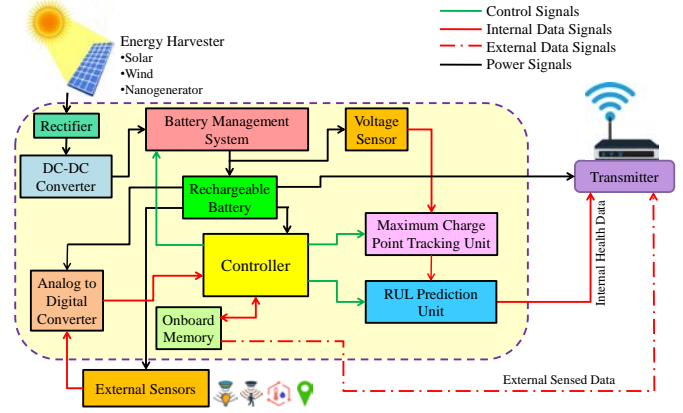 Energy Harvester
•Solar
•Wind
•Nanogenerator
Control Signals
Internal Data Signals
External Data Signals
Power Signals
Rectifier
DC-DC
Converter
Battery Management
System
Voltage
Sensor
Rechargeable
Battery
Transmitter
Maximum Charge
Point Tracking Unit
Controller
Analog to
Digital
Converter
RUL Prediction
Unit
Onboard
Memory
Internal Health Data
External Sensed Data
External Sensors